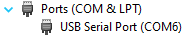 Ports (COM & LPT)
USB Serial Port (COM6)